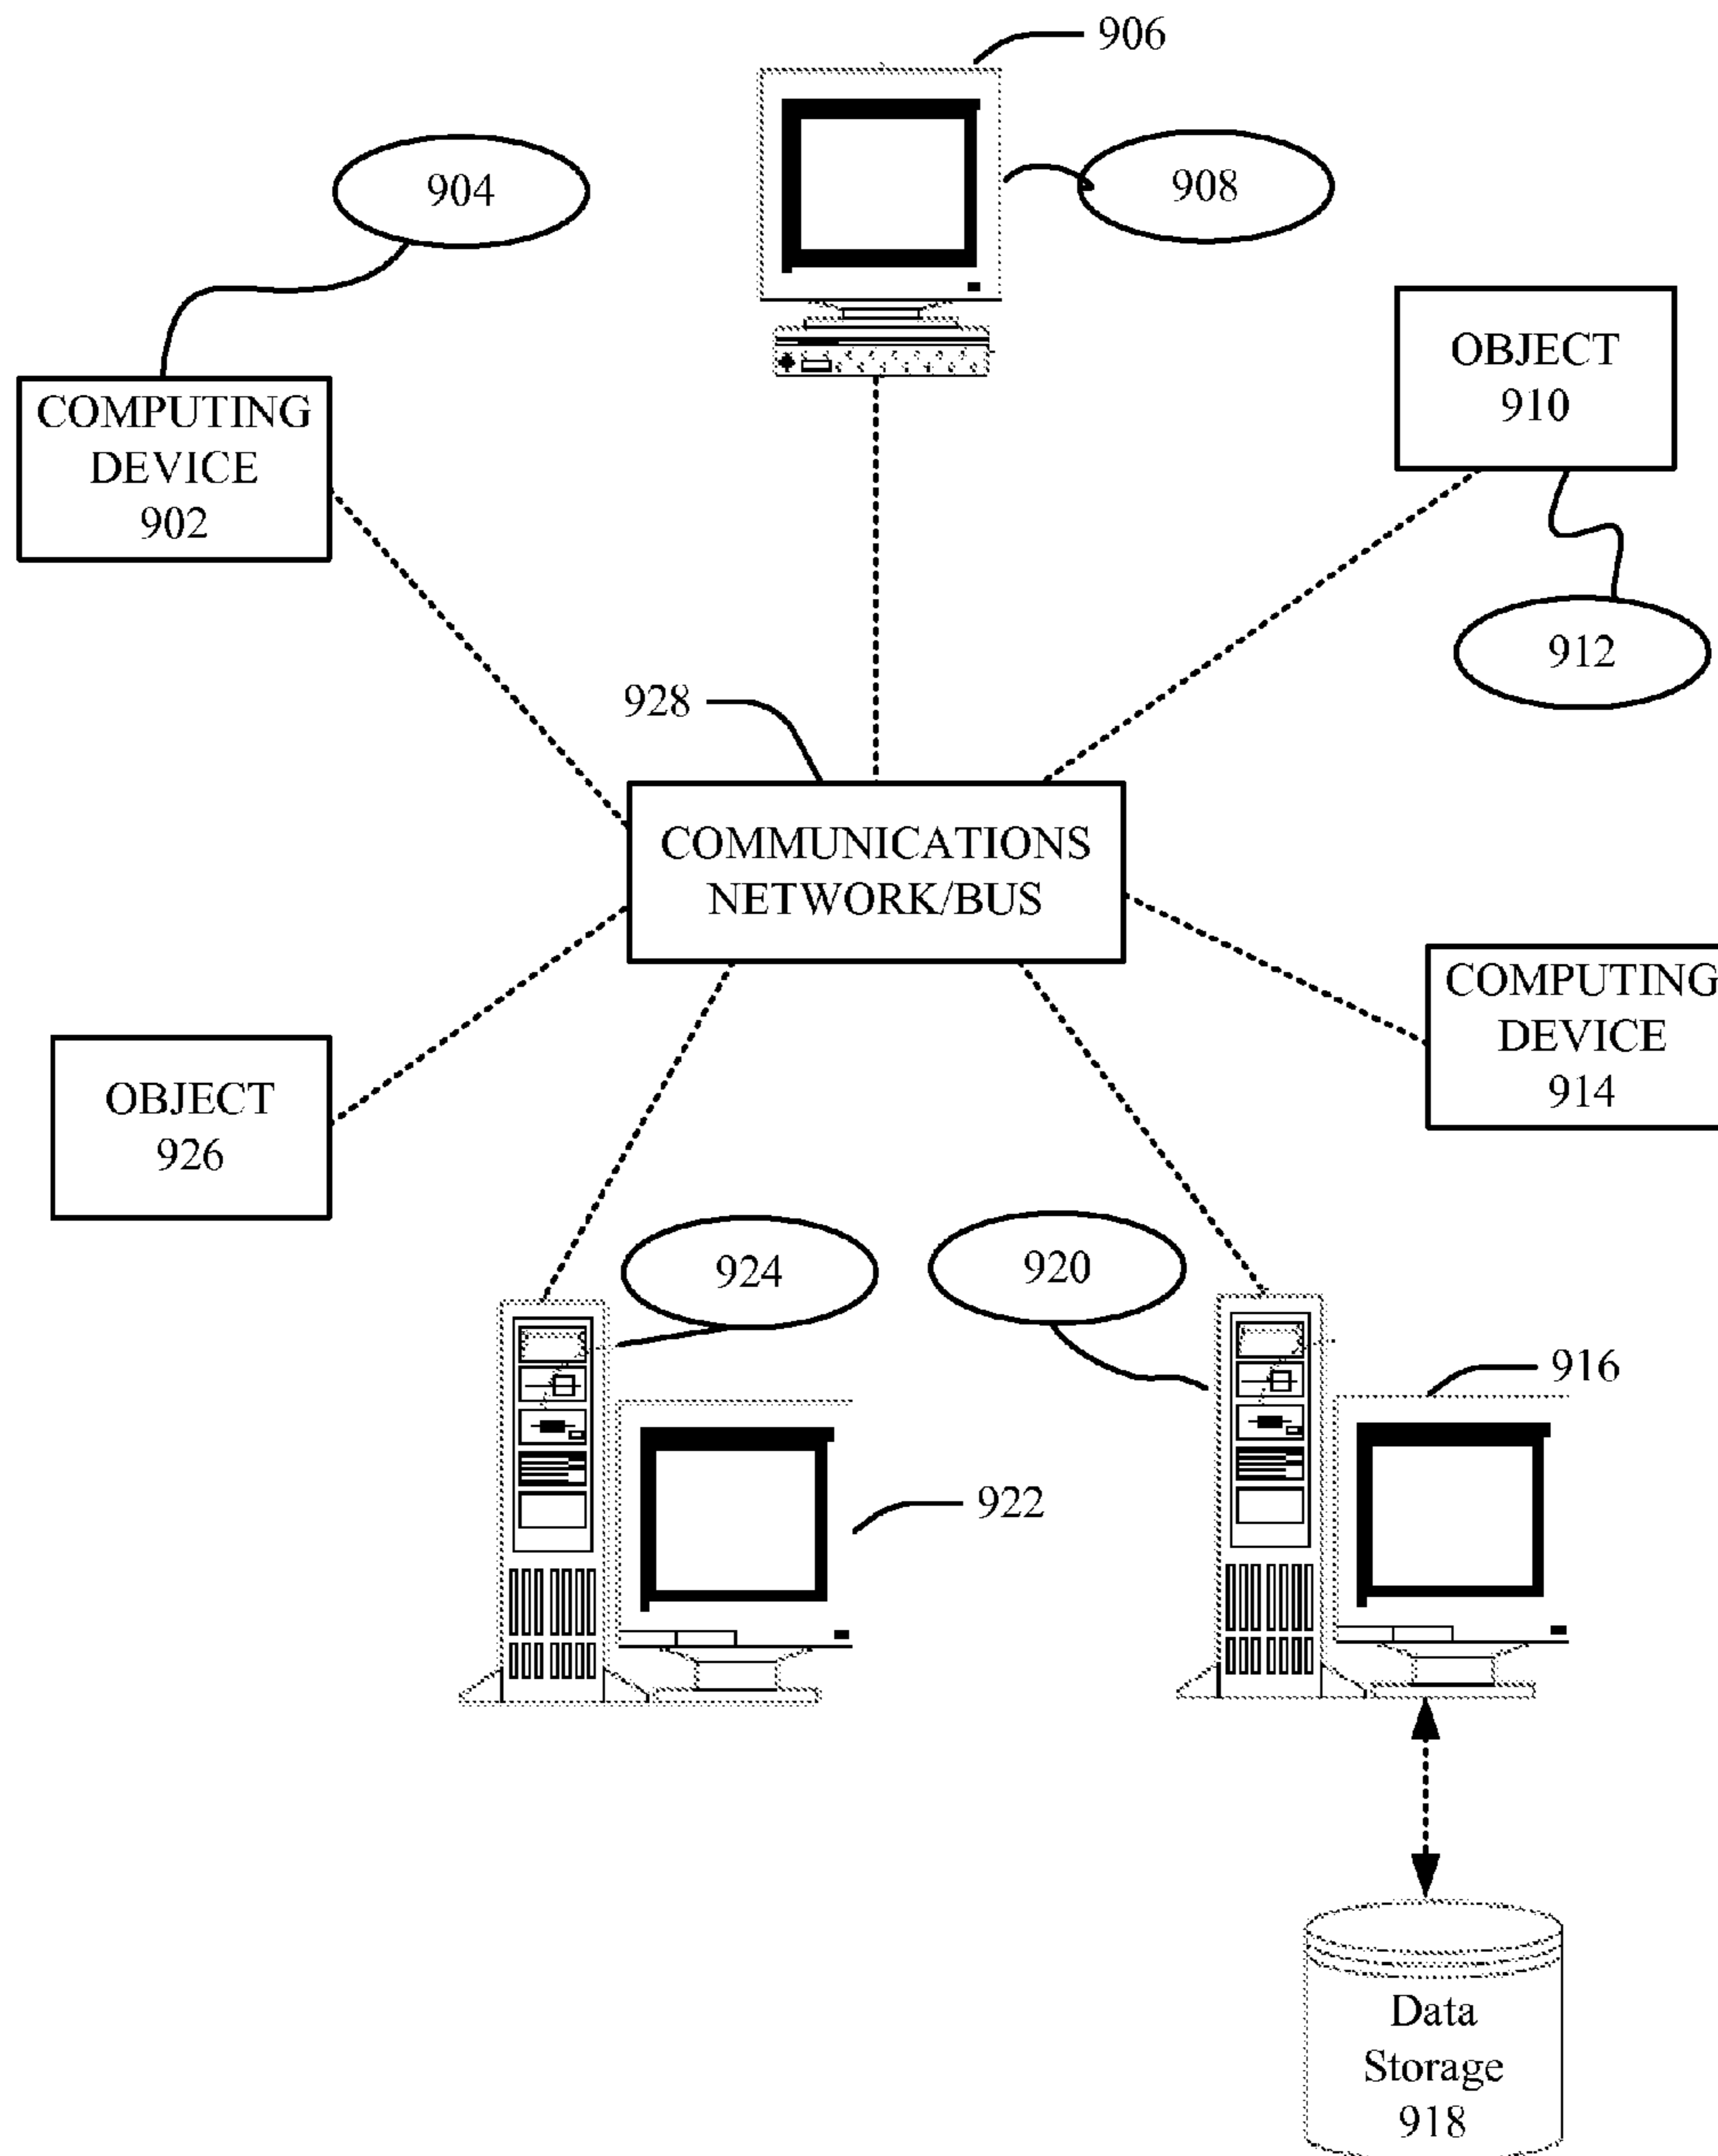 906
904
908
OBJECT
910
COMPUTING
DEVICE
902
912
928
COMMUNICATIONS
NETWORK/BUS
COMPUTING
DEVICE
914
OBJECT
926
924
920
916
922
Data
Storage
918